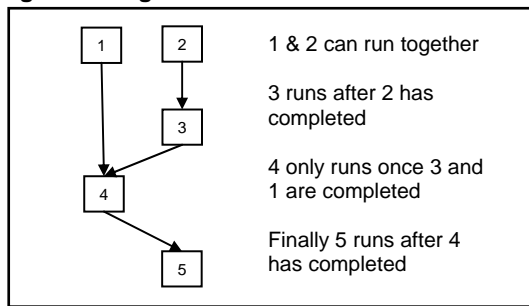 1
2
1 & 2 can run together
3 runs after 2 has
completed
3
4 only runs once 3 and
1 are completed
4
Finally 5 runs after 4
has completed
5